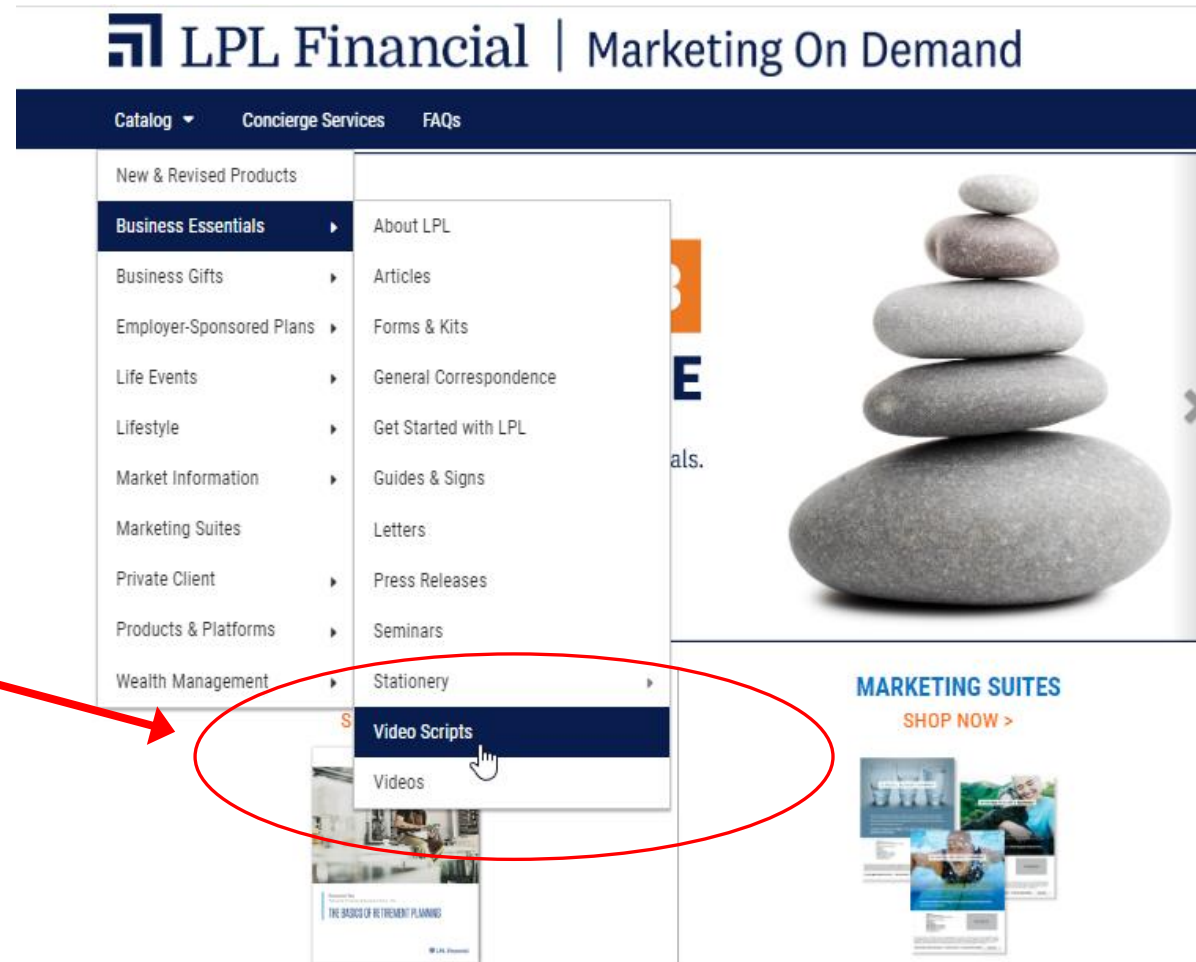 LPL Financial | Marketing On Demand
Catalog Concierge Services FAQs
New & Revised Products
Business Essentials
Business Gifts
Employer-Sponsored Plans
Life Events
Lifestyle
Market Information
Marketing Suites
Private Client
Products & Platforms
Wealth Management
About LPL
Articles
Forms & Kits
General Correspondence
Get Started with LPL
Guides & Signs
Letters
Press Releases
Seminars
Stationery
Video Scripts
Videos
E
als.
S
MARKETING SUITES
SHOP NOW >
THE BASICS OF RETIREMENT PLANNING
LPL Financial